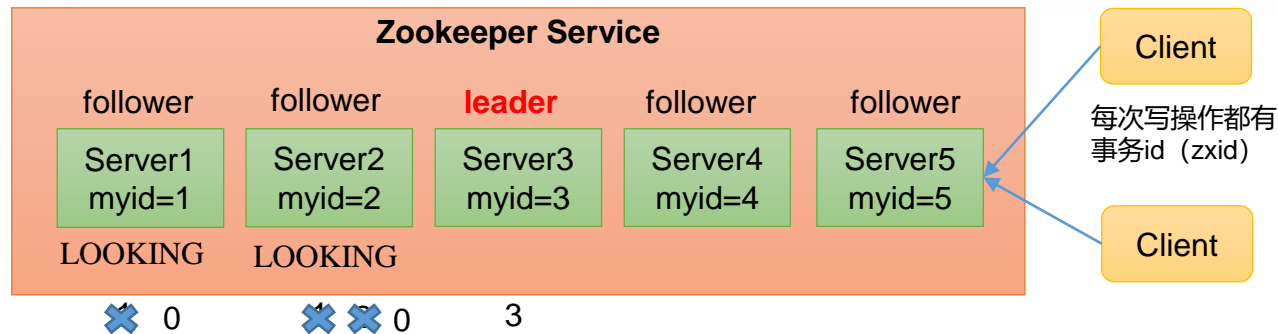 Zookeeper Service
follower
follower
leader
follower
follower
Server1
myid=1
Server2
myid=2
Server3
myid=3
Server4
myid=4
Server5
myid=5
LOOKING
LOOKING
0
0
3
Client
每次写操作都有
事务id（zxid）
Client